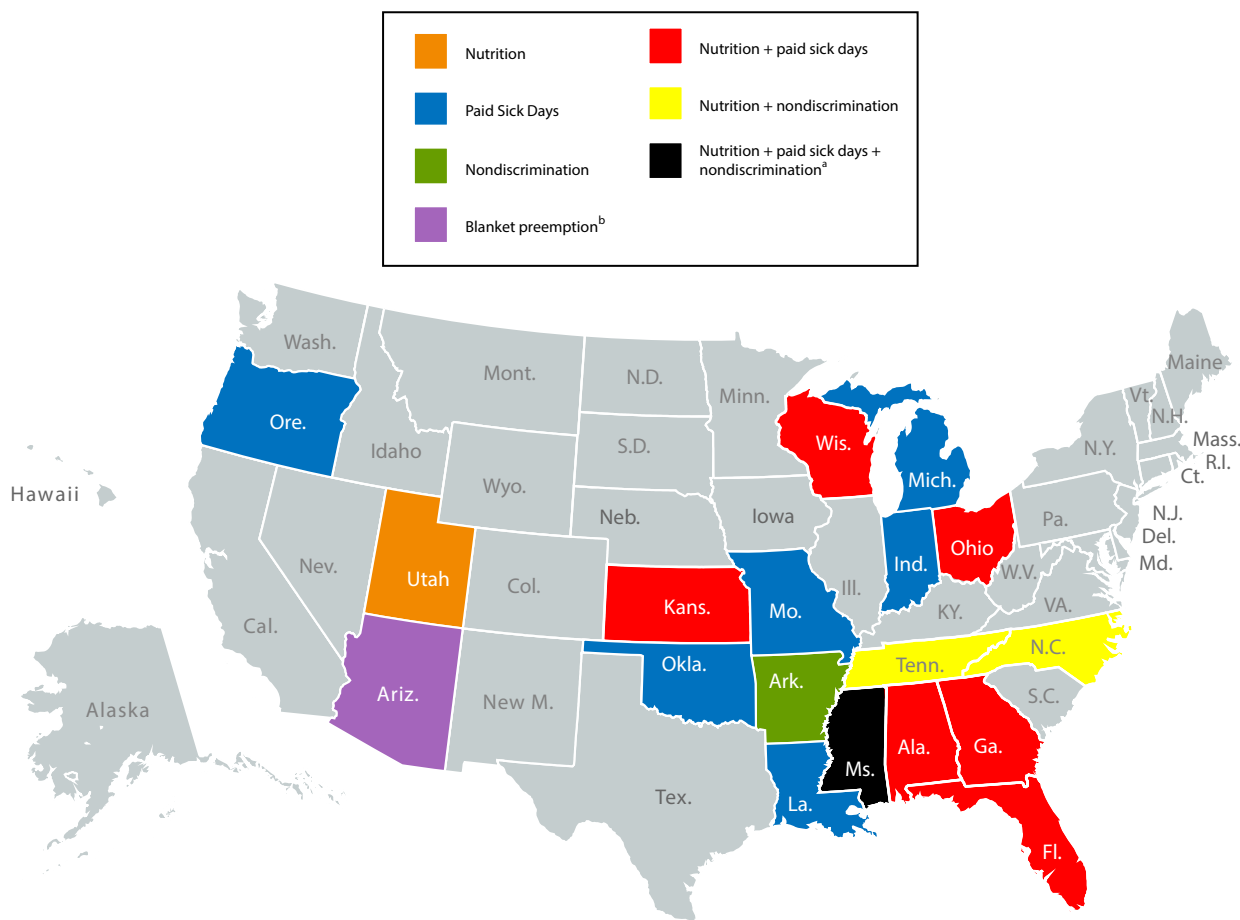 Nutrition
Nutrition + paid sick days
Paid Sick Days
Nutrition + nondiscrimination
Nondiscrimination
Nutrition + paid sick days +
nondiscriminationᵃ
Blanket preemptionᵇ
Wash.
Mont.
N.D.
Minn.
Maine
Vt.
N.H.
Ore.
Idaho
S.D.
Wis.
Mich.
N.Y.
Mass.
R.I.
Ct.
Hawaii
Wyo.
Neb.
Iowa
Pa.
N.J.
Del.
Md.
Nev.
Utah
Col.
Kans.
Mo.
Ill.
Ind.
Ohio
W.V.
VA.
KY.
Cal.
Ariz.
New M.
Okla.
Ark.
Tenn.
N.C.
S.C.
Alaska
Tex.
La.
Ms.
Ala.
Ga.
Fl.